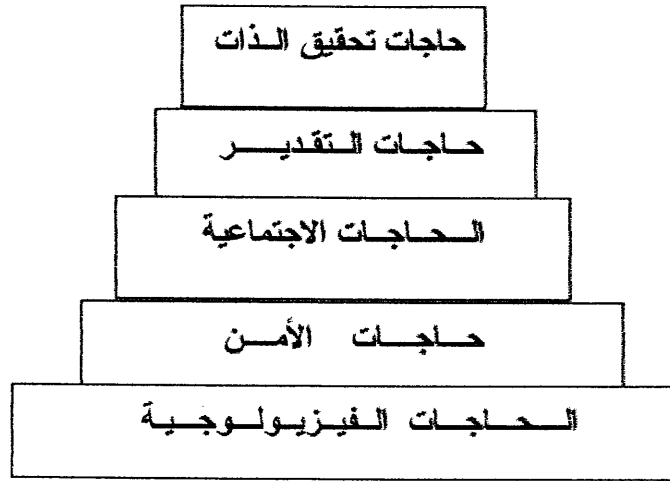 حاجات تحقيق الذات
حاجات التقدير
الحاجات الاجتماعية
حاجات الأمن
الحاجات الفيزيولوجية